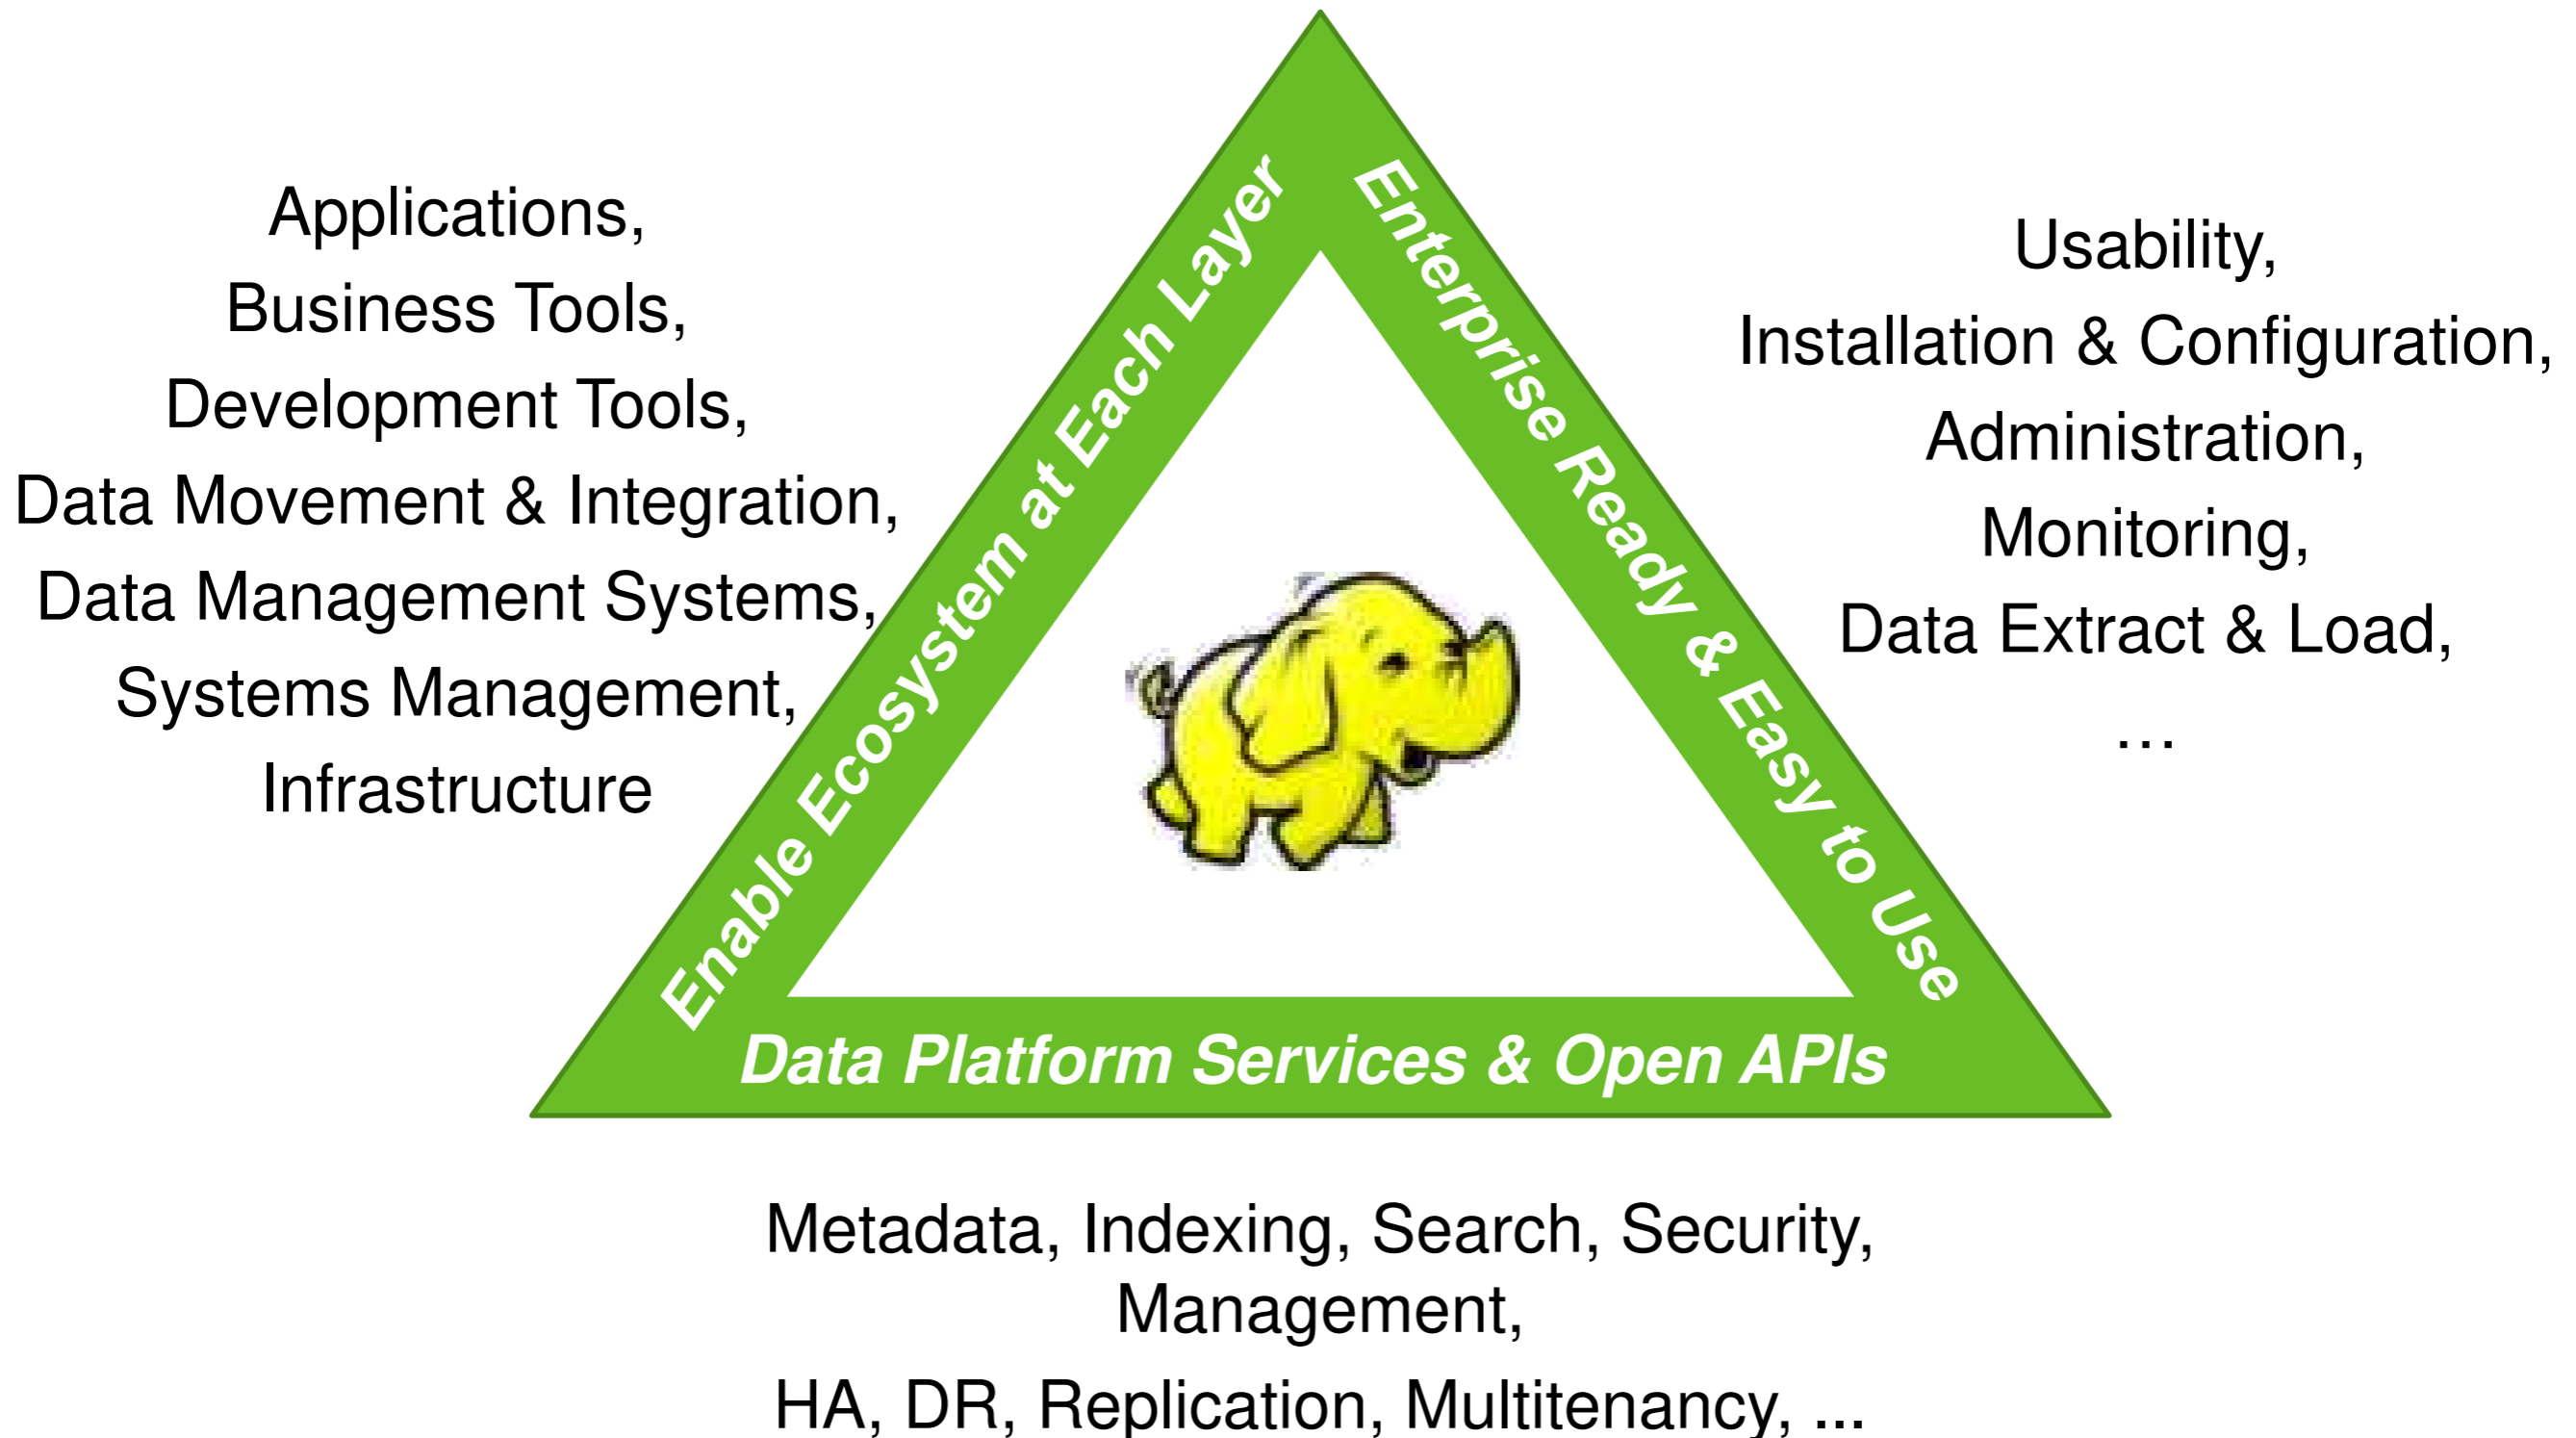 Applications,
Business Tools,
Development Tools,
Data Movement & Integration,
Data Management Systems,
Systems Management,
Infrastructure
Enable Ecosystem at Each Layer
Enterprise Ready & Easy to Use
Usability,
Installation & Configuration,
Administration,
Monitoring,
Data Extract & Load,
...
Data Platform Services & Open APIs
Metadata, Indexing, Search, Security,
Management,
HA, DR, Replication, Multitenancy, ...